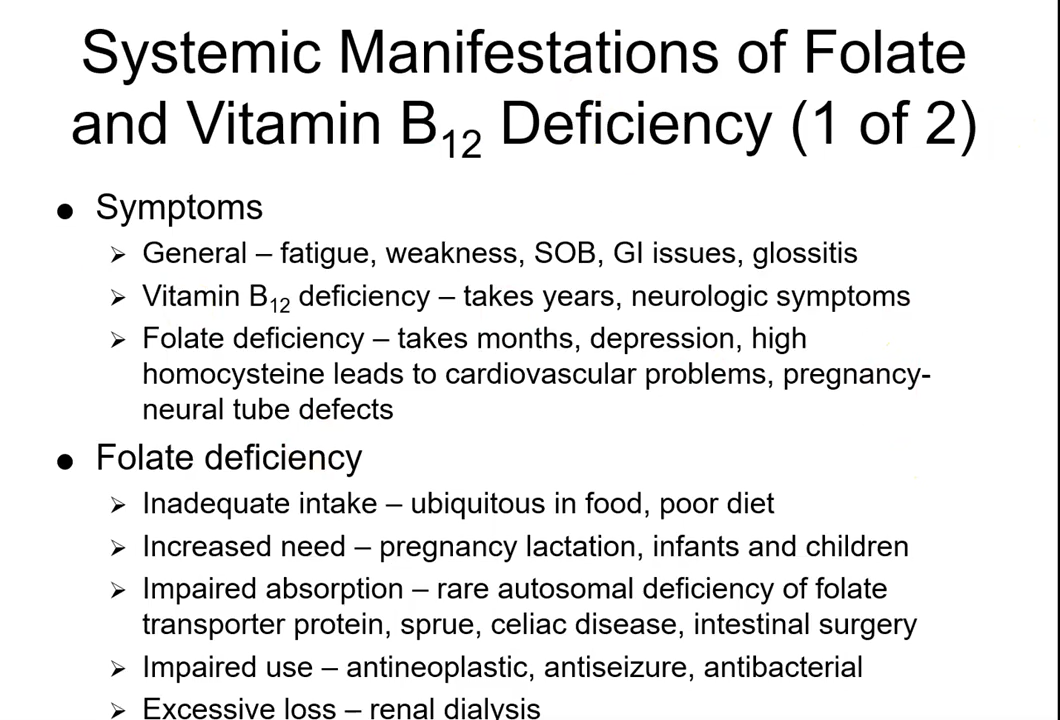 Systemic Manifestations of Folate
and Vitamin B12 Deficiency (1 of 2)
● Symptoms
➢ General – fatigue, weakness, SOB, GI issues, glossitis
➢ Vitamin B12 deficiency – takes years, neurologic symptoms
➢ Folate deficiency – takes months, depression, high
homocysteine leads to cardiovascular problems, pregnancy-
neural tube defects
● Folate deficiency
➢ Inadequate intake – ubiquitous in food, poor diet
➢ Increased need – pregnancy lactation, infants and children
➢ Impaired absorption – rare autosomal deficiency of folate
transporter protein, sprue, celiac disease, intestinal surgery
➢ Impaired use – antineoplastic, antiseizure, antibacterial
➢ Excessive loss – renal dialysis